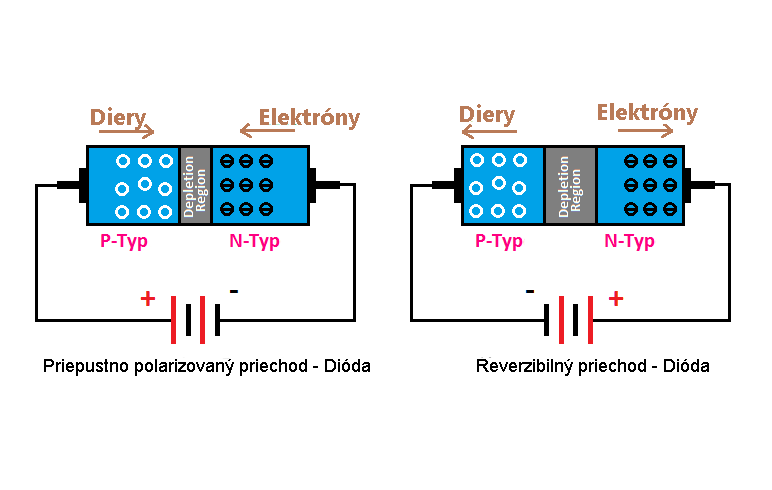 Diery
Elektróny
Depletion
Region
P-Typ
N-Typ
+
-
Priepustno polarizovaný priechod - Dióda
Diery
Elektróny
Depletion
Region
P-Typ
N-Typ
-
+
Reverzibilný priechod - Dióda